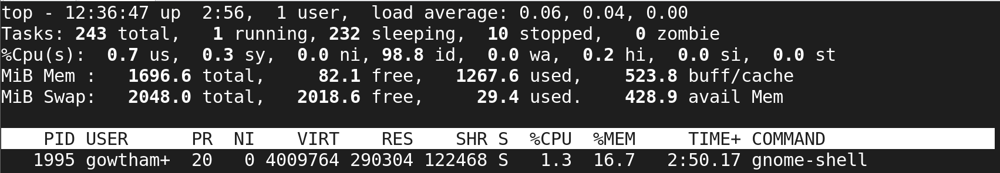 top - 12:36:47 up  2:56,  1 user,  load average: 0.06, 0.04, 0.00
Tasks: 243 total,   1 running, 232 sleeping,  10 stopped,   0 zombie
%Cpu(s):  0.7 us,  0.3 sy,  0.0 ni, 98.8 id,  0.0 wa,  0.2 hi,  0.0 si,  0.0 st
MiB Mem :   1696.6 total,     82.1 free,   1267.6 used,    523.8 buff/cache
MiB Swap:   2048.0 total,   2018.6 free,     29.4 used.    428.9 avail Mem
    PID USER      PR  NI    VIRT    RES    SHR S  %CPU  %MEM     TIME+ COMMAND
   1995 gowtham+  20   0 4009764 290304 122468 S   1.3  16.7   2:50.17 gnome-shell